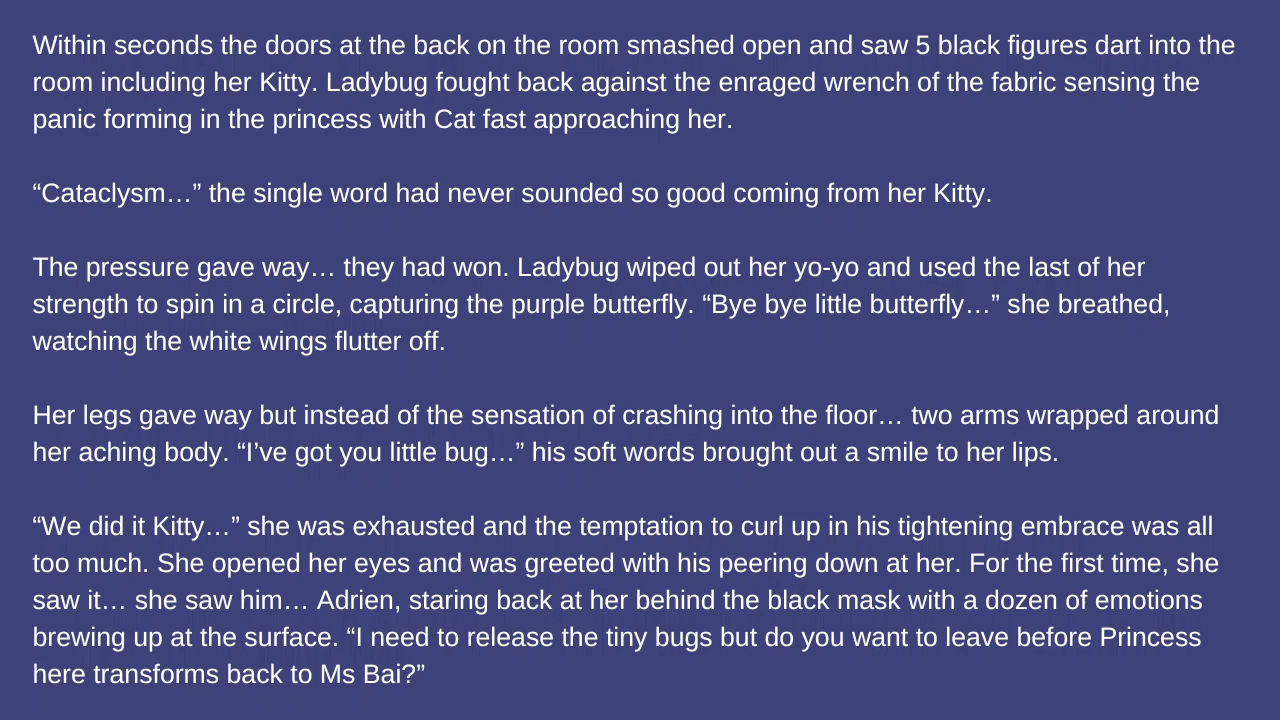 Within seconds the doors at the back on the room smashed open and saw 5 black figures dart into the
room including her Kitty. Ladybug fought back against the enraged wrench of the fabric sensing the
panic forming in the princess with Cat fast approaching her.
“Cataclysm…” the single word had never sounded so good coming from her Kitty.
The pressure gave way… they had won. Ladybug wiped out her yo-yo and used the last of her
strength to spin in a circle, capturing the purple butterfly. “Bye bye little butterfly…” she breathed,
watching the white wings flutter off.
Her legs gave way but instead of the sensation of crashing into the floor… two arms wrapped around
her aching body. “I’ve got you little bug…” his soft words brought out a smile to her lips.
“We did it Kitty…” she was exhausted and the temptation to curl up in his tightening embrace was all
too much. She opened her eyes and was greeted with his peering down at her. For the first time, she
saw it… she saw him… Adrien, staring back at her behind the black mask with a dozen of emotions
brewing up at the surface. “I need to release the tiny bugs but do you want to leave before Princess
here transforms back to Ms Bai?”